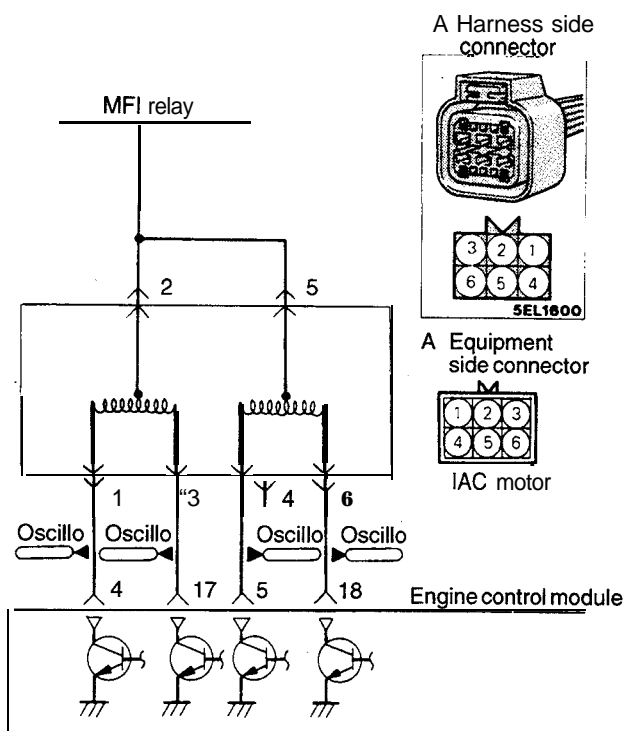 A Harness side
connector
MFI relay
3 2 1
6 5 4
5EL1600
2 5
A Equipment
side connector
1 2 3
4 5 6
IAC motor
1 “3 4 6
Oscillo Oscillo Oscillo Oscillo
4 17 5 18
Engine control module